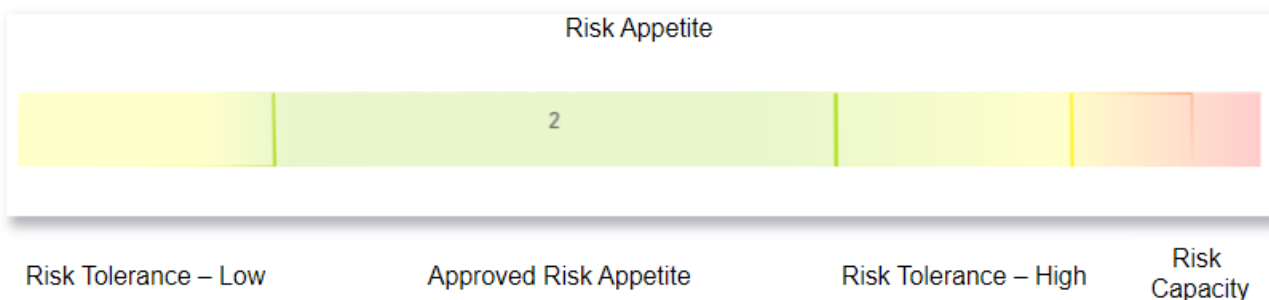 Risk Appetite
2
Risk Tolerance – Low
Approved Risk Appetite
Risk Tolerance – High
Risk
Capacity